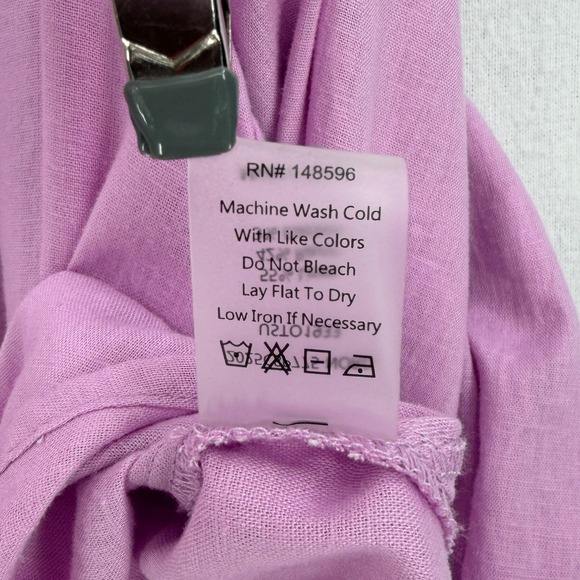 RN# 148596
Machine Wash Cold
With Like Colors
Do Not Bleach
Lay Flat To Dry
Low Iron If Necessary